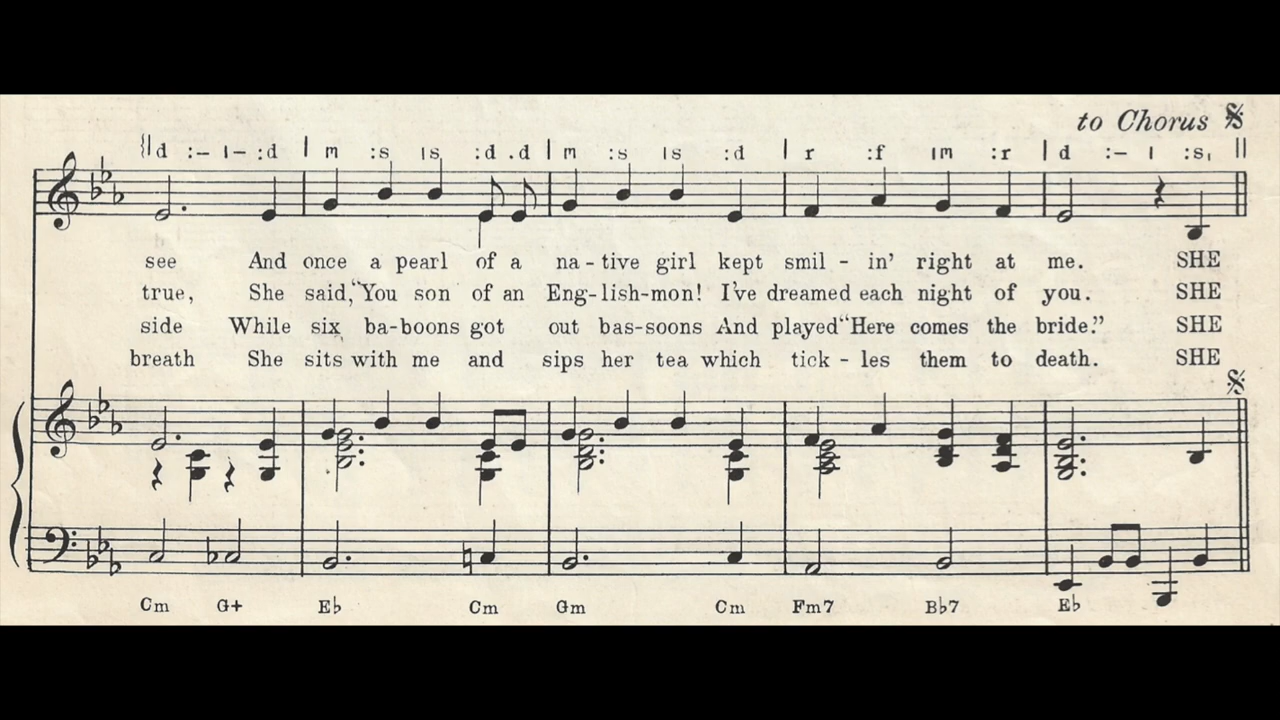 to Chorus 𝄋
{| d :– | – :d | m :s | s :d .d | m :s | s :d | r :f | m :r | d :– | :s, ||
see And once a pearl of a na-tive girl kept smil-in' right at me. SHE
true, She said, "You son of an Eng-lish-mon! I've dreamed each night of you. SHE
side While six ba-boons got out bas-soons And played "Here comes the bride." SHE
breath She sits with me and sips her tea which tick-les them to death. SHE
Cm G+ E♭ Cm Gm Cm Fm7 B♭7 E♭